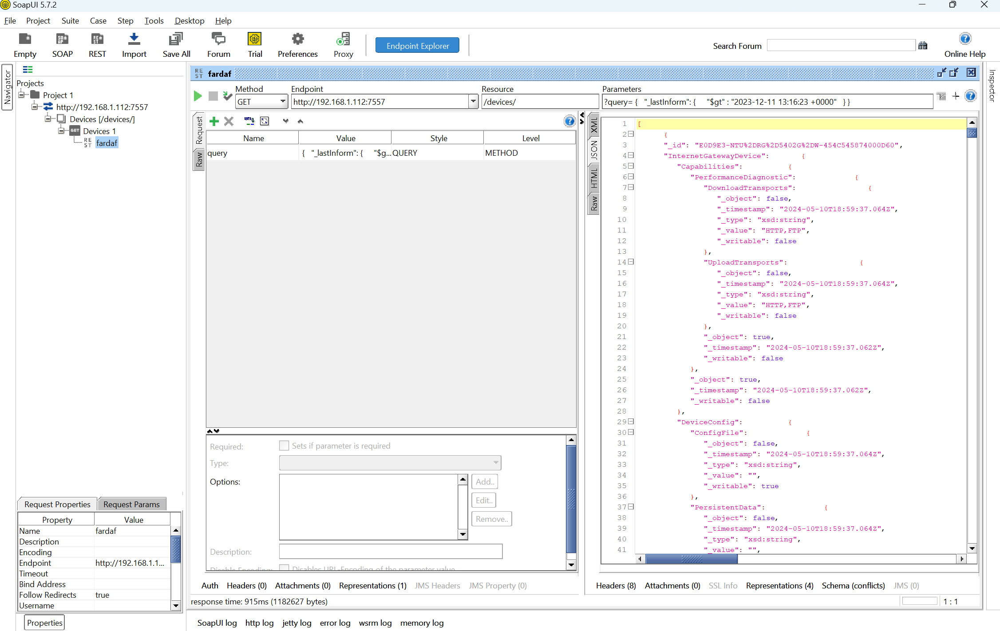 SoapUI 5.7.2
File Project Suite Case Step Tools Desktop Help
Empty SOAP REST Import Save All Forum Trial Preferences Proxy
Endpoint Explorer
Search Forum
Online Help
Navigator
Projects
Project 1
http://192.168.1.112:7557
Devices [/devices/]
Devices 1
fardaf
Request Properties Request Params
Property Value
Name fardaf
Description
Encoding
Endpoint http://192.168.1.1...
Timeout
Bind Address
Follow Redirects true
Username
Properties
fardaf
Method Endpoint Resource Parameters
GET http://192.168.1.112:7557 /devices/ ?query= { "_lastInform": { "$gt" : "2023-12-11 13:16:23 +0000" } }
Request
Raw
Name Value Style Level
query { "_lastInform": { "$g... QUERY METHOD
Required: Sets if parameter is required
Type:
Options:
Add..
Edit..
Remove..
Description:
Disable Encoding: Disables URL-Encoding of the parameter value
Auth Headers (0) Attachments (0) Representations (1) JMS Headers JMS Property (0)
XML
JSON
HTML
Raw
1 [
2 {
3 "_id": "E0D9E3-NTU%2DRG%2D5402G%2DW-454C545874000D60",
4 "InternetGatewayDevice": {
5 "Capabilities": {
6 "PerformanceDiagnostic": {
7 "DownloadTransports": {
8 "_object": false,
9 "_timestamp": "2024-05-10T18:59:37.064Z",
10 "_type": "xsd:string",
11 "_value": "HTTP,FTP",
12 "_writable": false
13 },
14 "UploadTransports": {
15 "_object": false,
16 "_timestamp": "2024-05-10T18:59:37.064Z",
17 "_type": "xsd:string",
18 "_value": "HTTP,FTP",
19 "_writable": false
20 },
21 "_object": true,
22 "_timestamp": "2024-05-10T18:59:37.062Z",
23 "_writable": false
24 },
25 "_object": true,
26 "_timestamp": "2024-05-10T18:59:37.062Z",
27 "_writable": false
28 },
29 "DeviceConfig": {
30 "ConfigFile": {
31 "_object": false,
32 "_timestamp": "2024-05-10T18:59:37.064Z",
33 "_type": "xsd:string",
34 "_value": "",
35 "_writable": true
36 },
37 "PersistentData": {
38 "_object": false,
39 "_timestamp": "2024-05-10T18:59:37.064Z",
40 "_type": "xsd:string",
41 "_value": "",
Headers (8) Attachments (0) SSL Info Representations (4) Schema (conflicts) JMS (0)
response time: 915ms (1182627 bytes)
1 : 1
SoapUI log http log jetty log error log wsrm log memory log
Inspector